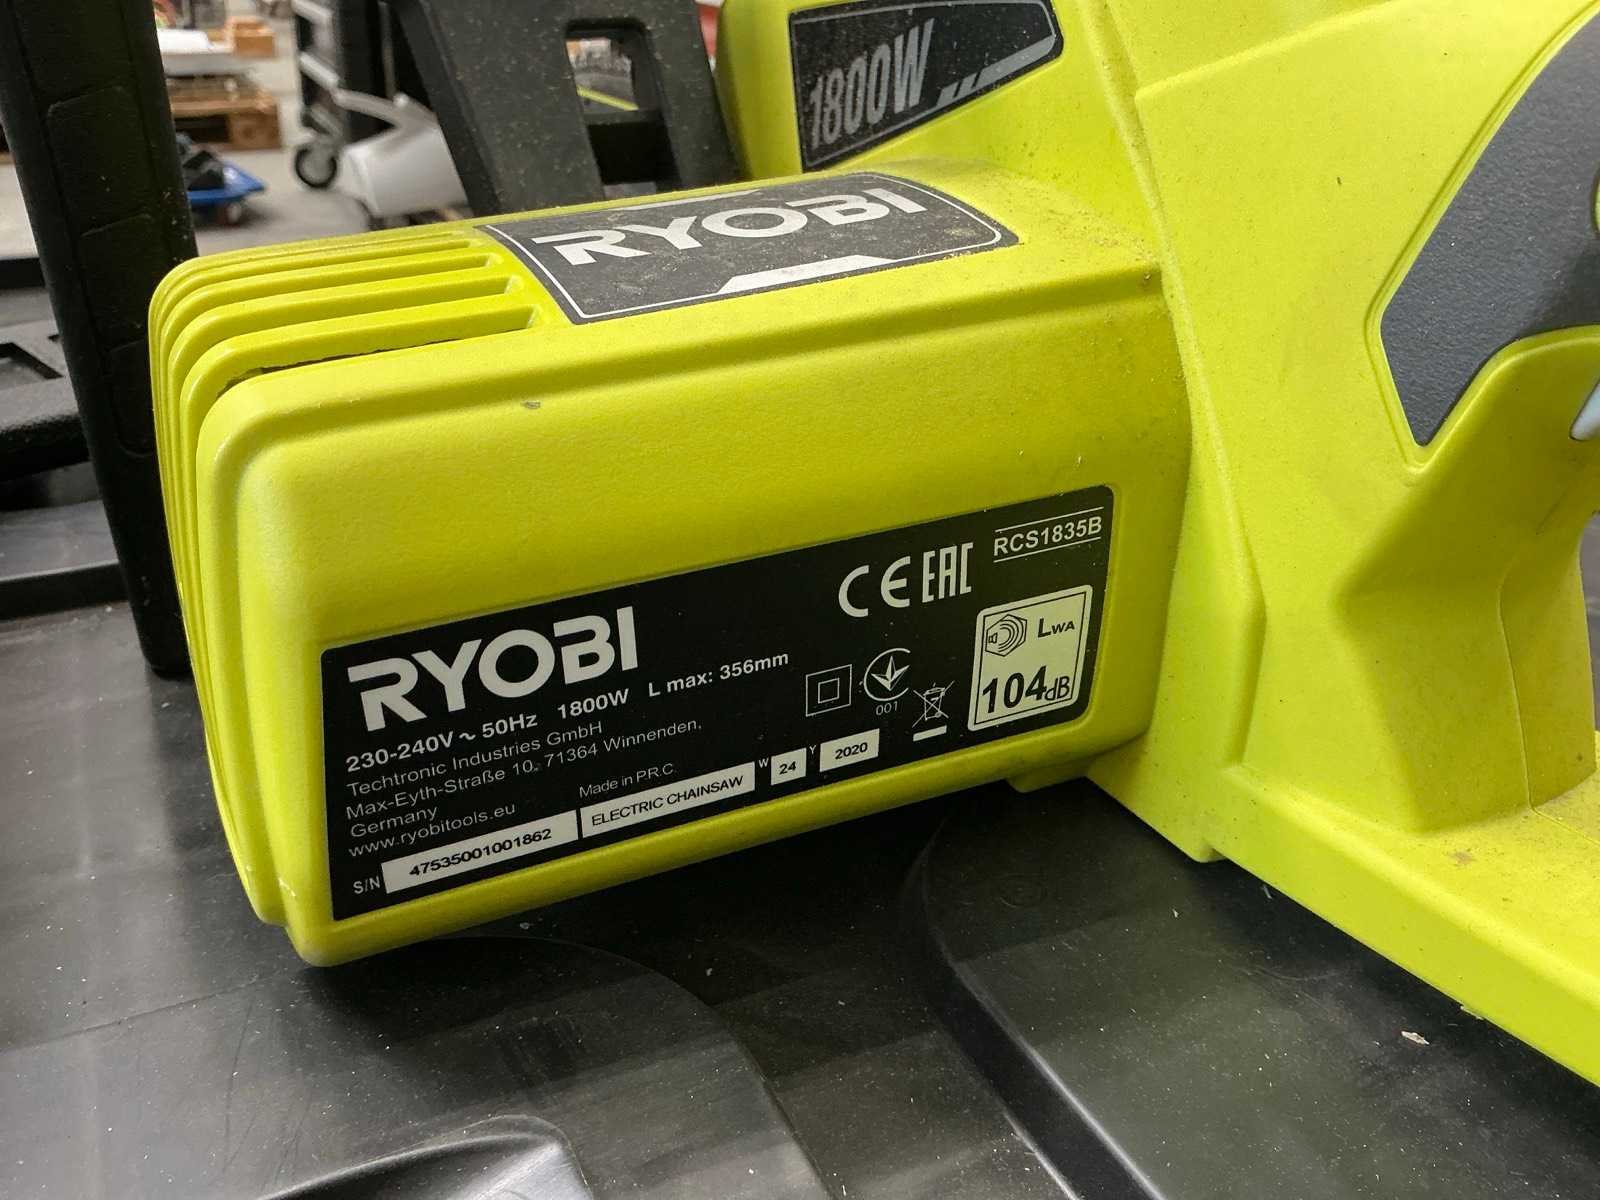 1800W
RYOBI
RCS1835B
CE EAC
RYOBI
LWA
104dB
230-240V ~ 50Hz 1800W L max: 356mm
001
Techtronic Industries GmbH
Max-Eyth-Straße 10, 71364 Winnenden,
Germany
www.ryobitools.eu
Made in P.R.C.
S/N 47535001001862 ELECTRIC CHAINSAW W 24 Y 2020